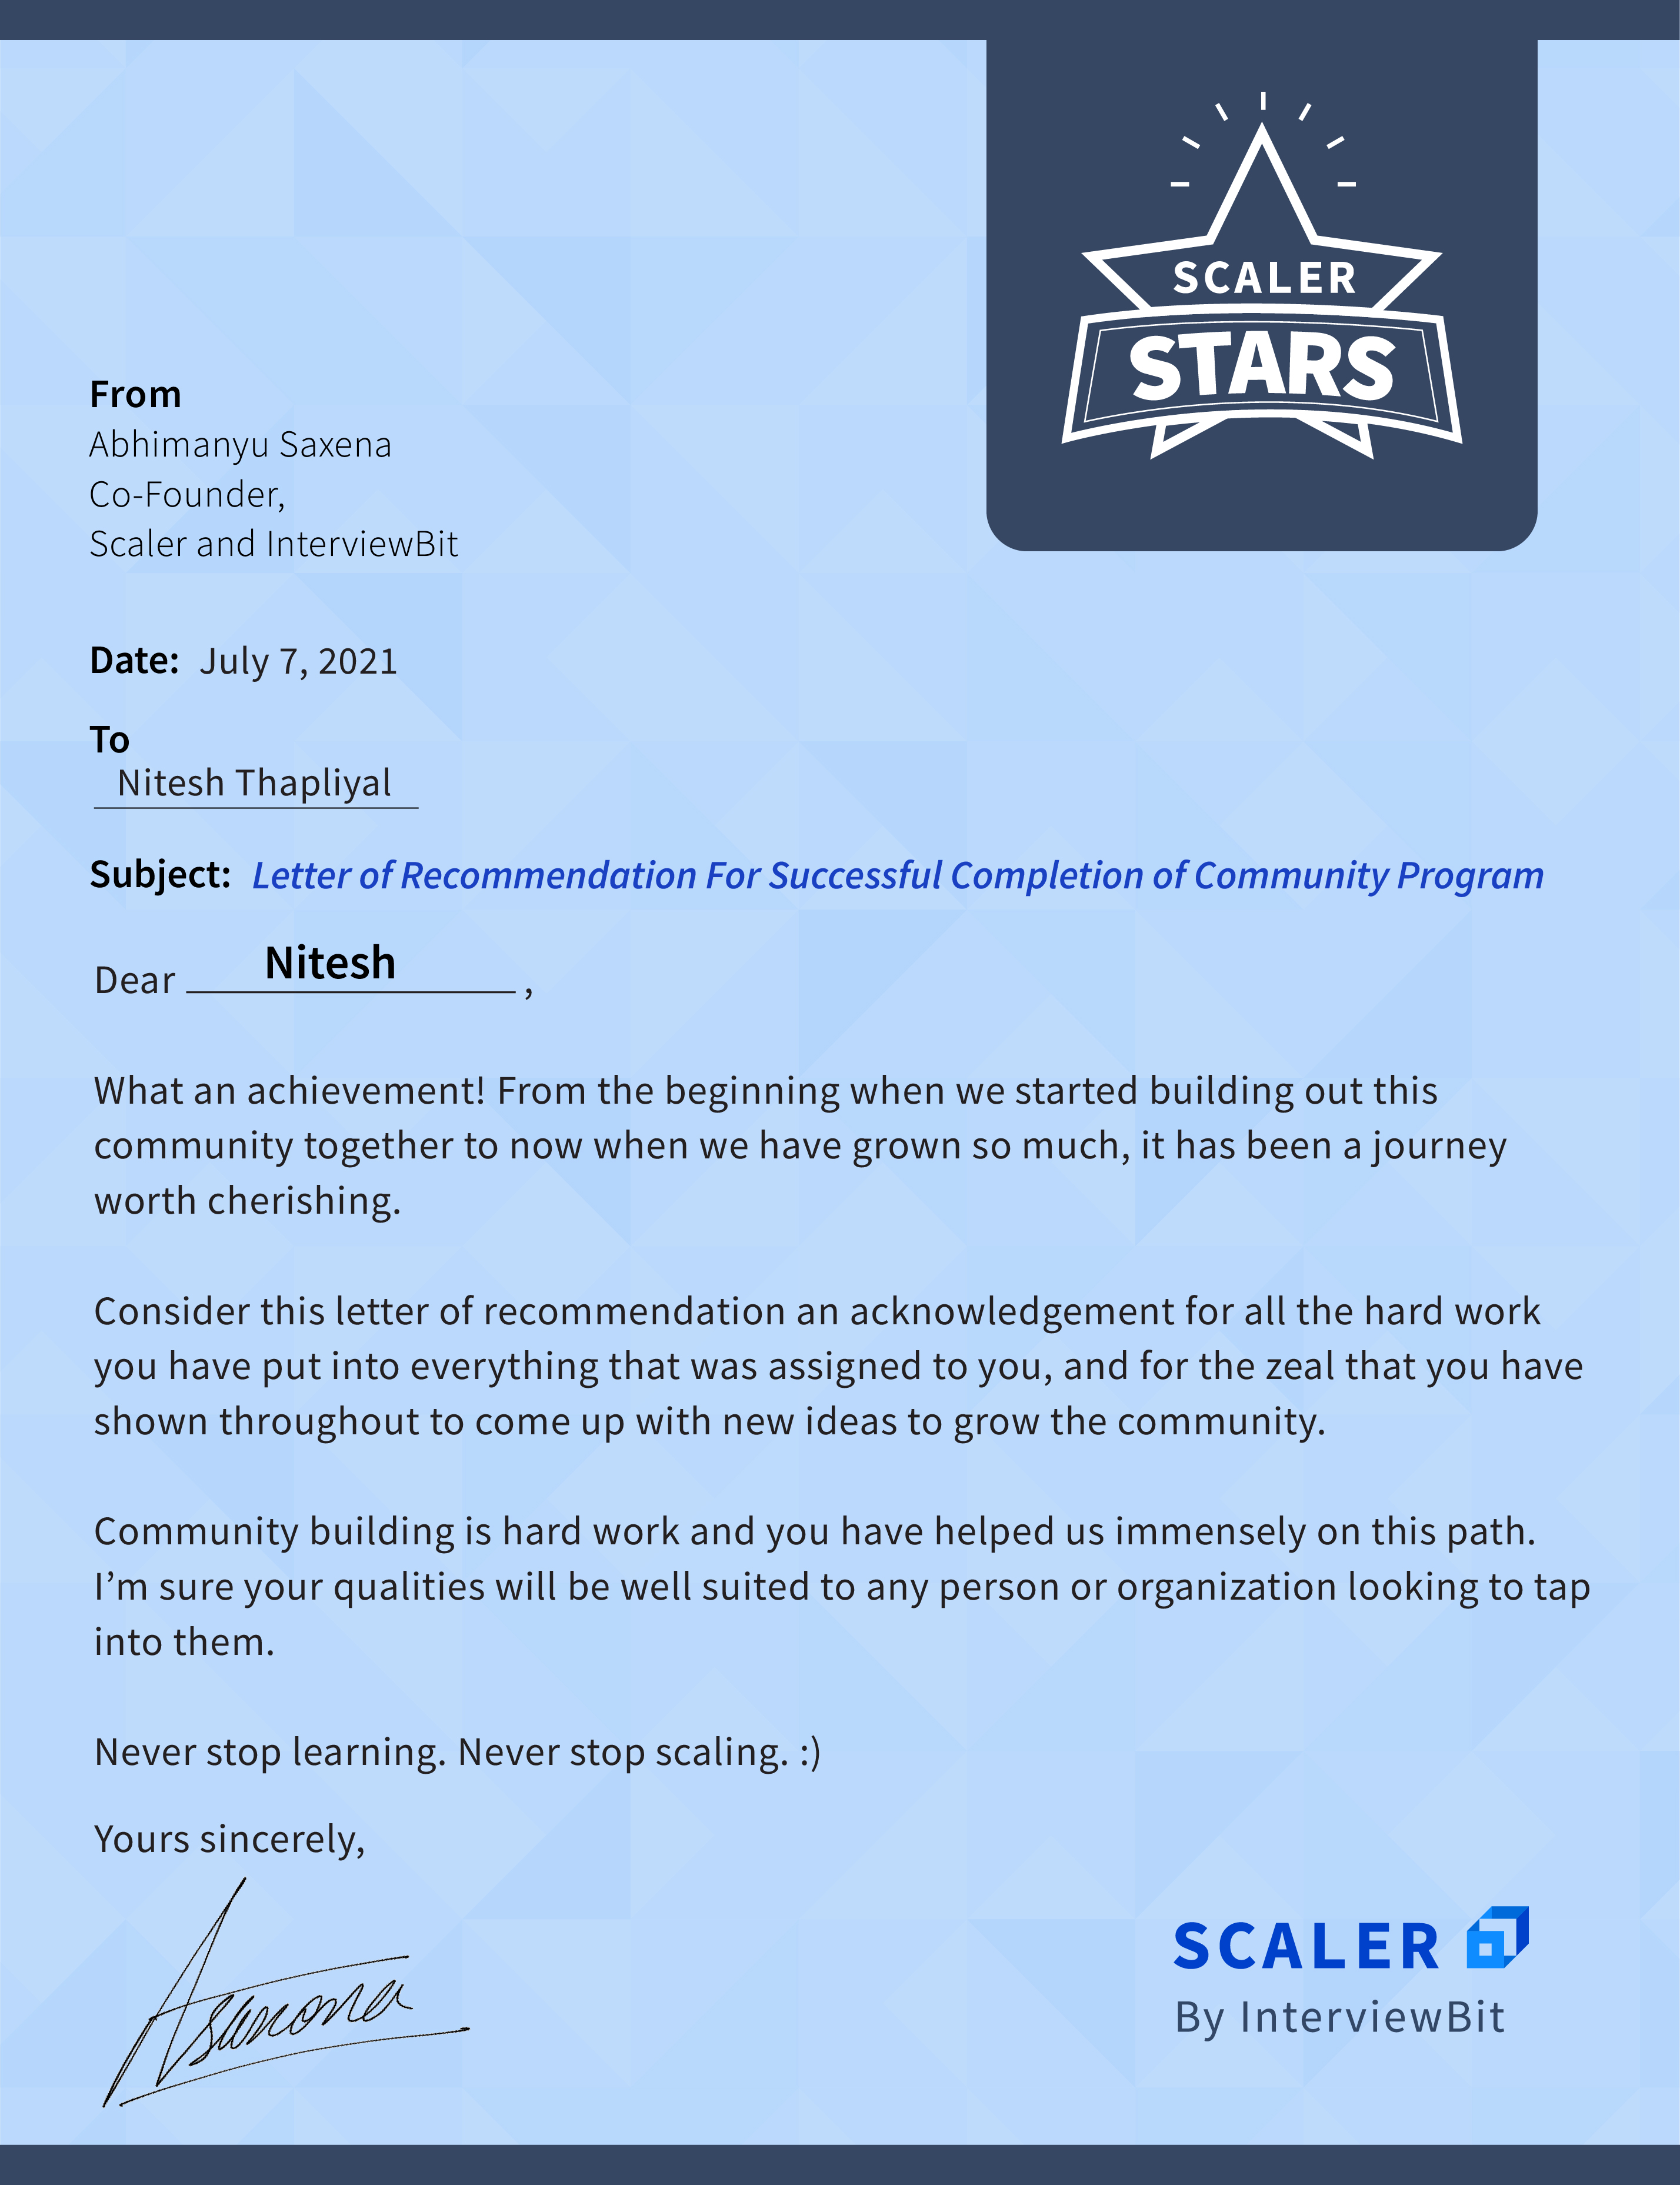 SCALER
STARS
From
Abhimanyu Saxena
Co-Founder,
Scaler and InterviewBit
Date: July 7, 2021
To
Nitesh Thapliyal
Subject: Letter of Recommendation For Successful Completion of Community Program
Dear Nitesh ,
What an achievement! From the beginning when we started building out this
community together to now when we have grown so much, it has been a journey
worth cherishing.
Consider this letter of recommendation an acknowledgement for all the hard work
you have put into everything that was assigned to you, and for the zeal that you have
shown throughout to come up with new ideas to grow the community.
Community building is hard work and you have helped us immensely on this path.
I’m sure your qualities will be well suited to any person or organization looking to tap
into them.
Never stop learning. Never stop scaling. :)
Yours sincerely,
SCALER
By InterviewBit